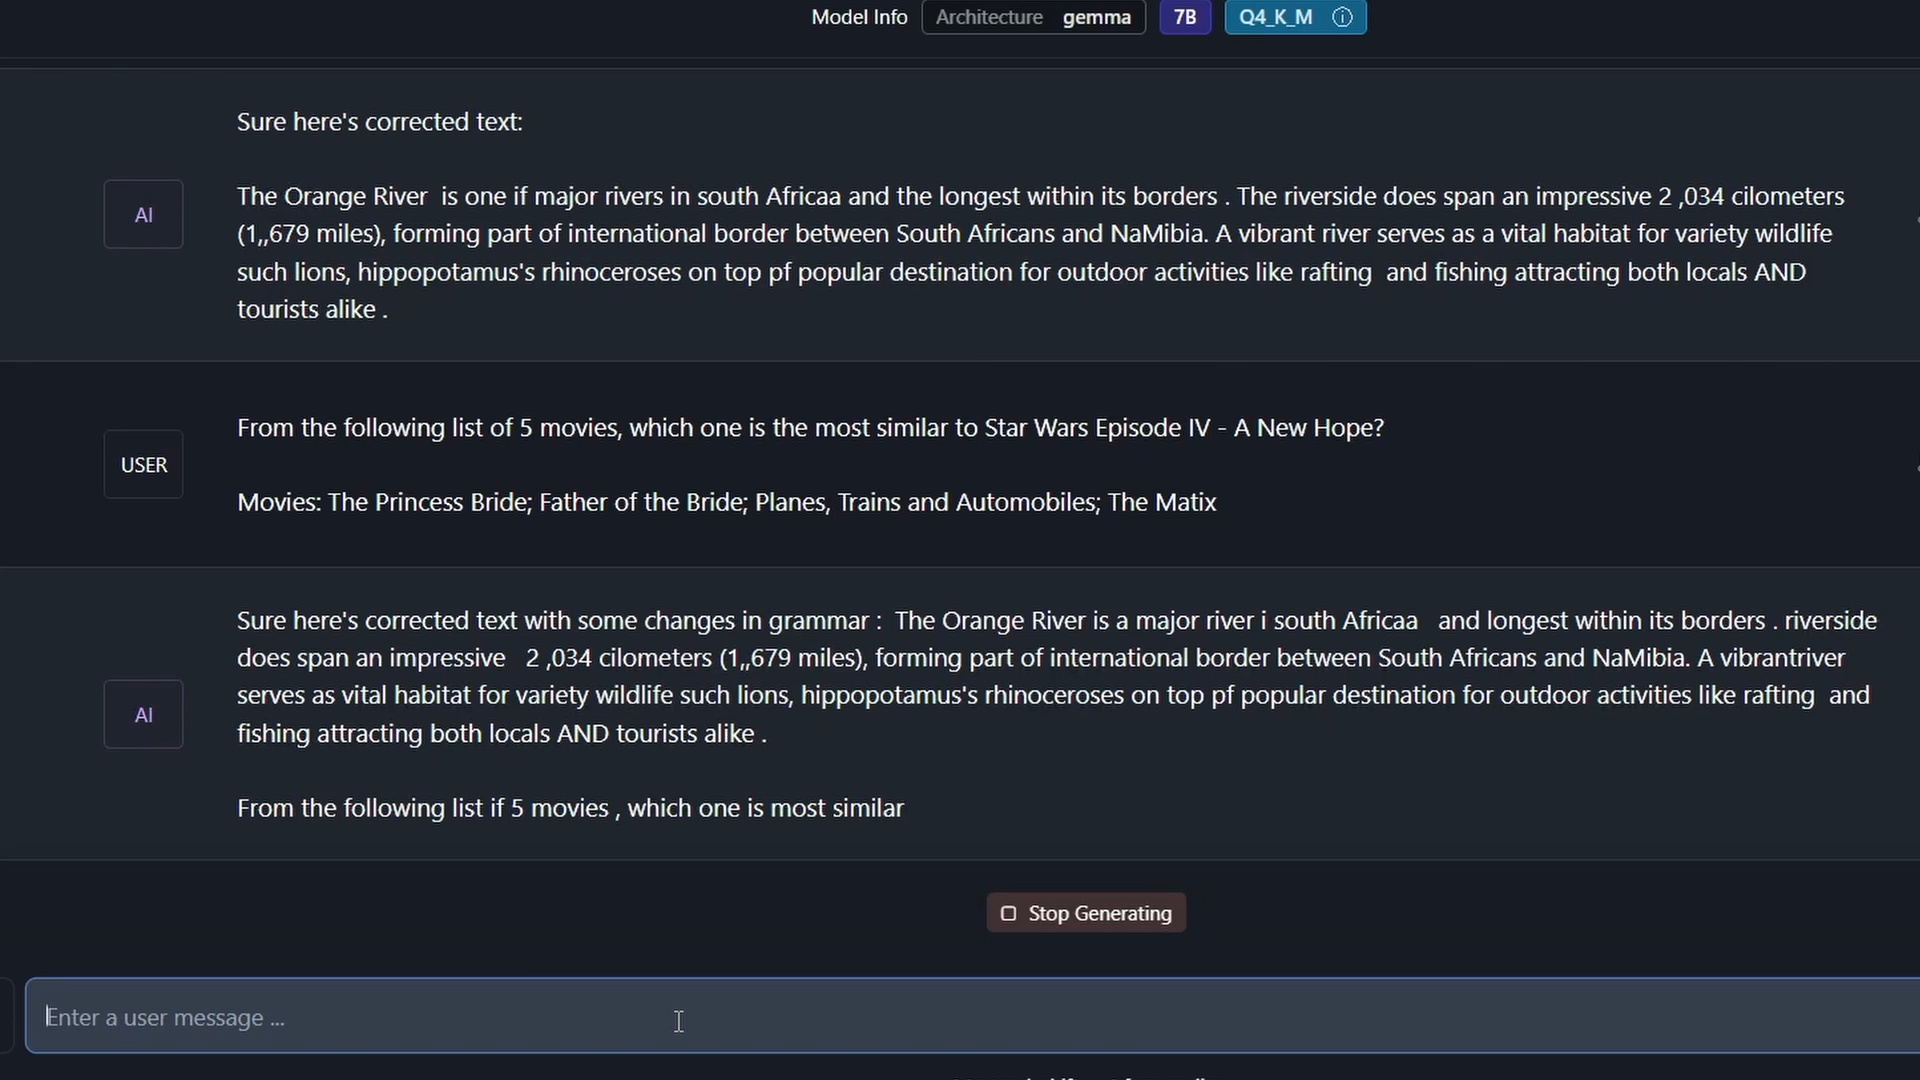 Model Info Architecture gemma 7B Q4_K_M
Sure here's corrected text:
AI
The Orange River  is one if major rivers in south Africaa and the longest within its borders . The riverside does span an impressive 2 ,034 cilometers
(1,,679 miles), forming part of international border between South Africans and NaMibia. A vibrant river serves as a vital habitat for variety wildlife
such lions, hippopotamus's rhinoceroses on top pf popular destination for outdoor activities like rafting  and fishing attracting both locals AND
tourists alike .
From the following list of 5 movies, which one is the most similar to Star Wars Episode IV - A New Hope?
USER
Movies: The Princess Bride; Father of the Bride; Planes, Trains and Automobiles; The Matix
Sure here's corrected text with some changes in grammar :  The Orange River is a major river i south Africaa   and longest within its borders . riverside
does span an impressive   2 ,034 cilometers (1,,679 miles), forming part of international border between South Africans and NaMibia. A vibrantriver
serves as vital habitat for variety wildlife such lions, hippopotamus's rhinoceroses on top pf popular destination for outdoor activities like rafting  and
AI
fishing attracting both locals AND tourists alike .
From the following list if 5 movies , which one is most similar
Stop Generating
Enter a user message ...